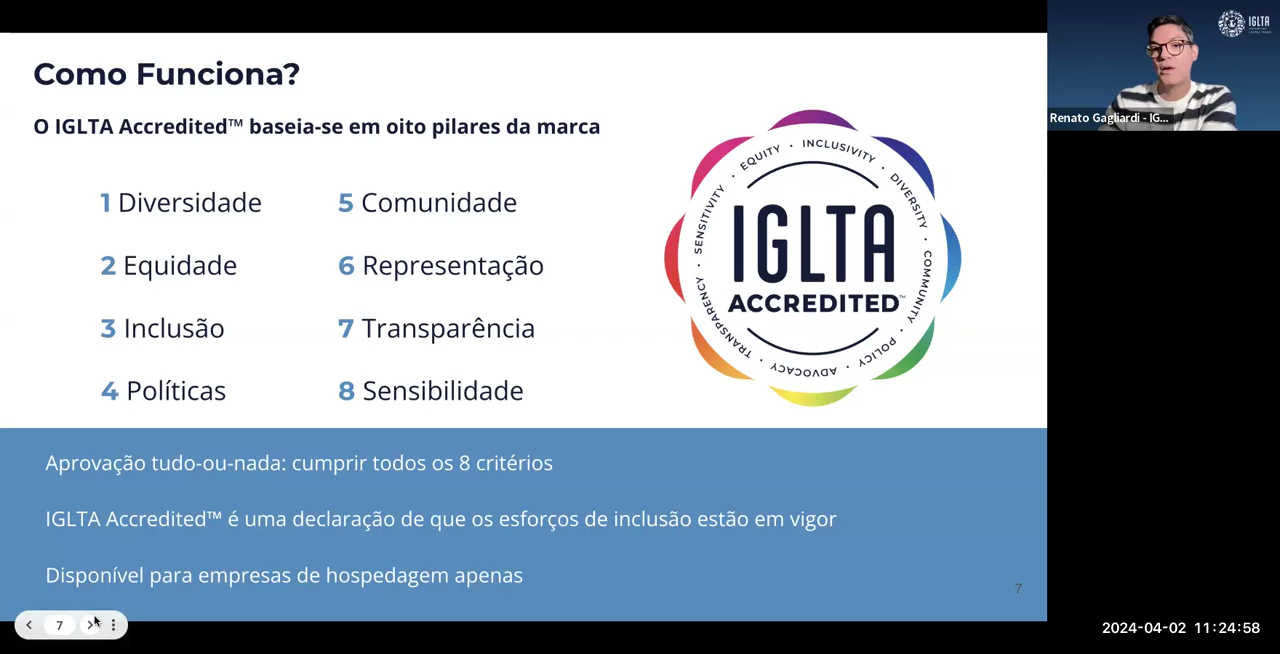 Como Funciona?
O IGLTA Accredited™ baseia-se em oito pilares da marca
1 Diversidade
2 Equidade
3 Inclusão
4 Políticas
5 Comunidade
6 Representação
7 Transparência
8 Sensibilidade
EQUITY · INCLUSIVITY · DIVERSITY · COMMUNITY · POLICY · ADVOCACY · TRANSPARENCY · SENSITIVITY ·
IGLTA
ACCREDITED™
Aprovação tudo-ou-nada: cumprir todos os 8 critérios
IGLTA Accredited™ é uma declaração de que os esforços de inclusão estão em vigor
Disponível para empresas de hospedagem apenas
7
7
IGLTA
Renato Gagliardi - IG...
2024-04-02 11:24:58